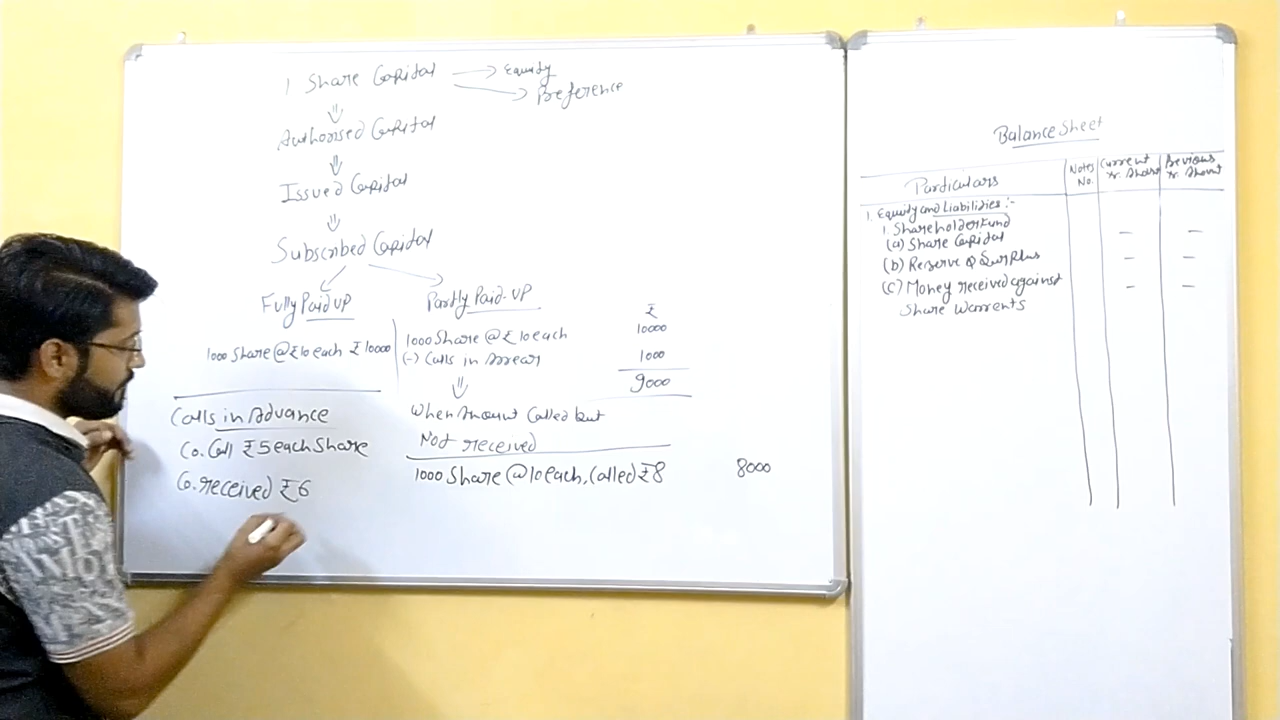 1 Share Capital → Equity
→ Preference
⇓
Authorised Capital
⇓
Issued Capital
⇓
Subscribed Capital
Fully Paid up
1000 Share @ ₹10 each ₹10000
Partly Paid-UP
₹
1000 Share @ ₹10 each 10000
(-) Calls in Arrear 1000
9000
⇓
When Amount Called but
Not received
1000 Share @10 each, Called ₹8 8000
Calls in Advance
Co. Call ₹5 each Share
Co. received ₹6
Balance Sheet
Particulars
Notes
No.
Current
Yr. Amount
Previous
Yr. Amount
1. Equity and Liabilities :-
1. Shareholder Fund
(a) Share Capital — —
(b) Reserve & Surplus — —
(C) Money received against — —
Share Warrents